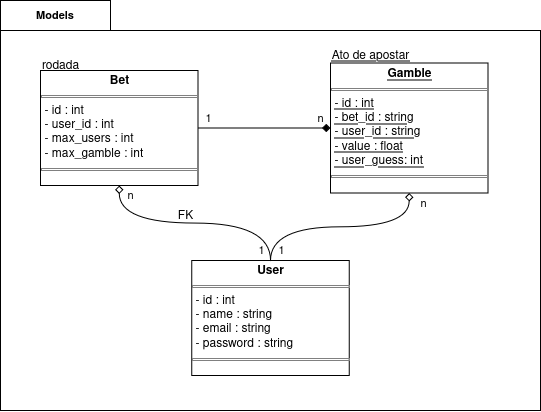 Models
rodada
Bet
- id : int
- user_id : int
- max_users : int
- max_gamble : int
Ato de apostar
Gamble
- id : int
- bet_id : string
- user_id : string
- value : float
- user_guess: int
1
n
n
FK
1
1
n
User
- id : int
- name : string
- email : string
- password : string